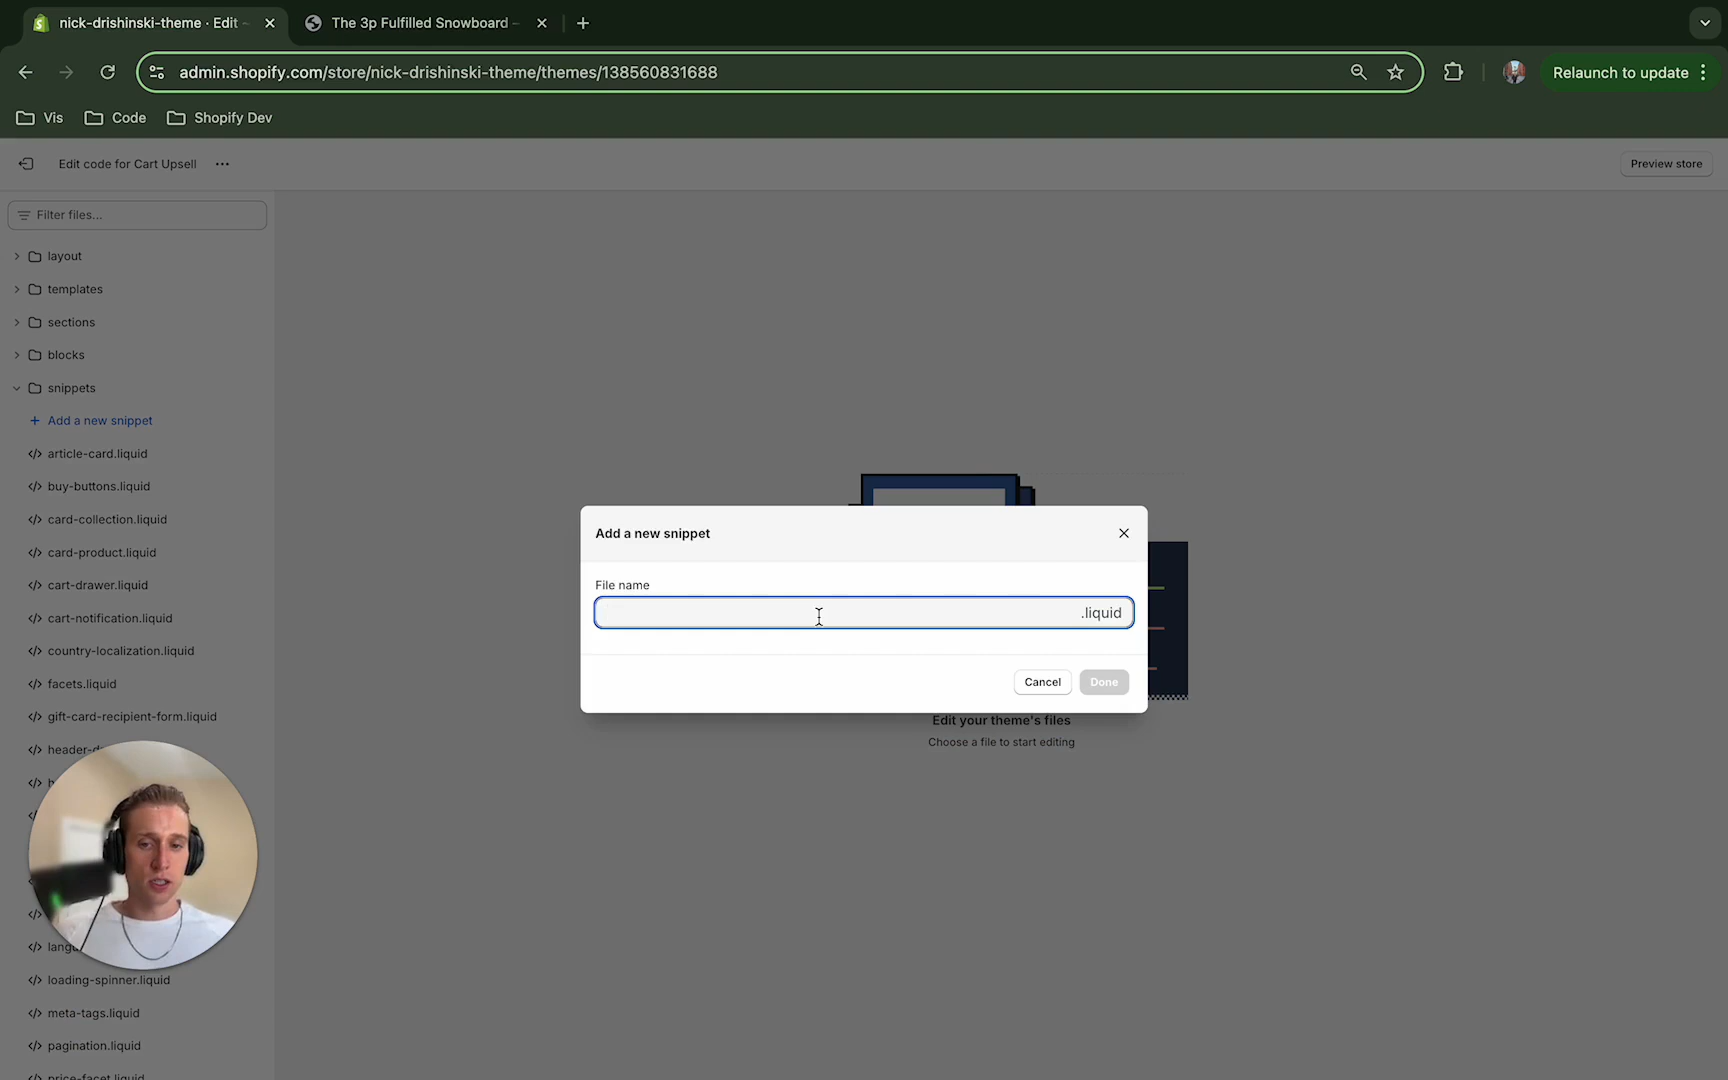 nick-drishinski-theme · Edit
The 3p Fulfilled Snowboard
admin.shopify.com/store/nick-drishinski-theme/themes/138560831688
Relaunch to update
Vis
Code
Shopify Dev
Edit code for Cart Upsell
Preview store
Filter files...
layout
templates
sections
blocks
snippets
+ Add a new snippet
article-card.liquid
buy-buttons.liquid
card-collection.liquid
card-product.liquid
cart-drawer.liquid
cart-notification.liquid
country-localization.liquid
facets.liquid
gift-card-recipient-form.liquid
header-d
loading-spinner.liquid
meta-tags.liquid
pagination.liquid
price-facet.liquid
Add a new snippet
File name
.liquid
Cancel
Done
Edit your theme's files
Choose a file to start editing